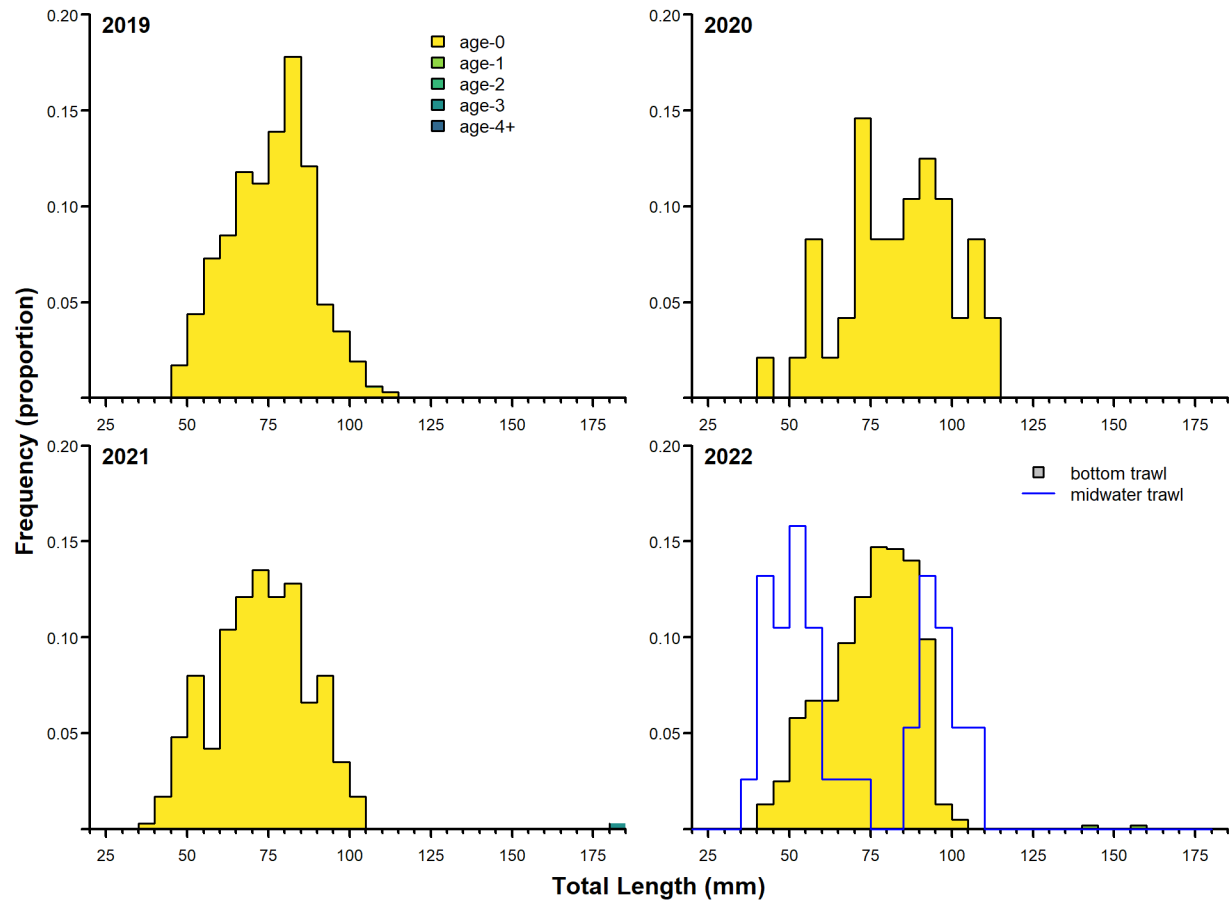 2019
0.20
0.15
0.10
0.05
25 50 75 100 125 150 175
age-0
age-1
age-2
age-3
age-4+
2020
0.20
0.15
0.10
0.05
25 50 75 100 125 150 175
2021
0.20
0.15
0.10
0.05
25 50 75 100 125 150 175
2022
0.20
0.15
0.10
0.05
25 50 75 100 125 150 175
bottom trawl
midwater trawl
Frequency (proportion)
Total Length (mm)